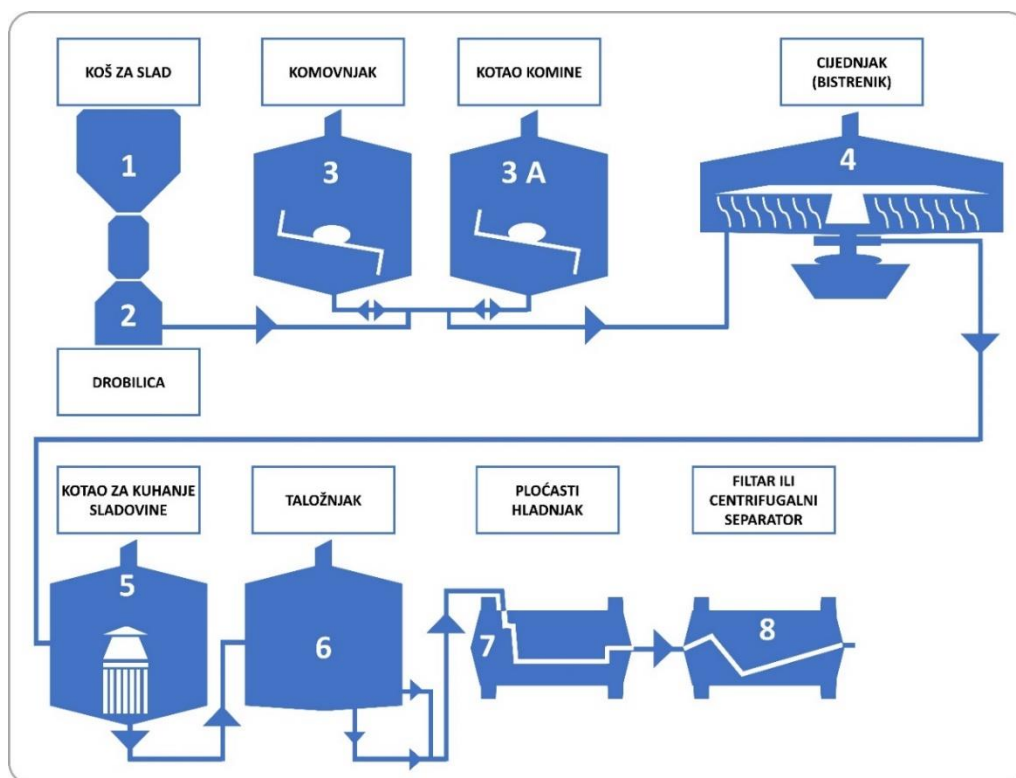 KOŠ ZA SLAD
KOMOVNJAK
KOTAO KOMINE
CIJEDNJAK
(BISTRENIK)
1
3
3 A
4
2
DROBILICA
KOTAO ZA KUHANJE
SLADOVINE
TALOŽNJAK
PLOĆASTI
HLADNJAK
FILTAR ILI
CENTRIFUGALNI
SEPARATOR
5
6
7
8